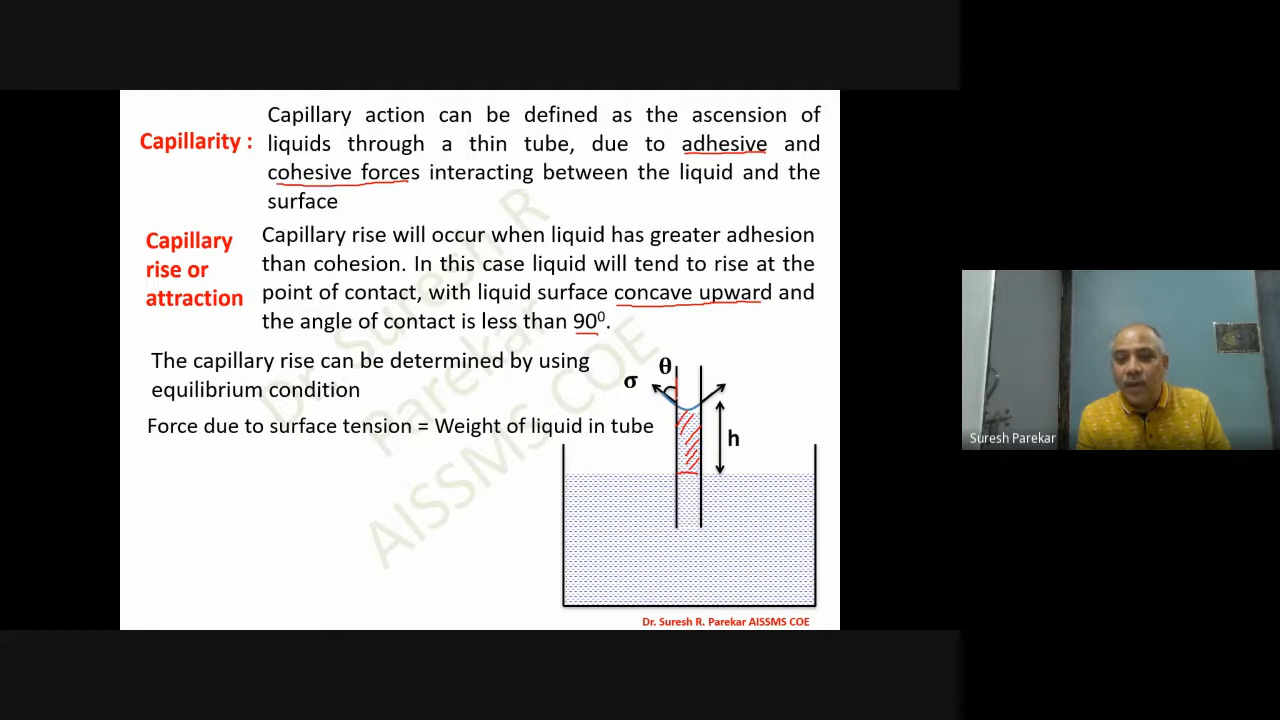 Capillarity :
Capillary action can be defined as the ascension of
liquids through a thin tube, due to adhesive and
cohesive forces interacting between the liquid and the
surface
Capillary
rise or
attraction
Capillary rise will occur when liquid has greater adhesion
than cohesion. In this case liquid will tend to rise at the
point of contact, with liquid surface concave upward and
the angle of contact is less than 90⁰.
The capillary rise can be determined by using
equilibrium condition
Force due to surface tension = Weight of liquid in tube
θ
σ
h
Dr. Suresh R
Parekar
AISSMS COE
Dr. Suresh R. Parekar AISSMS COE
Suresh Parekar